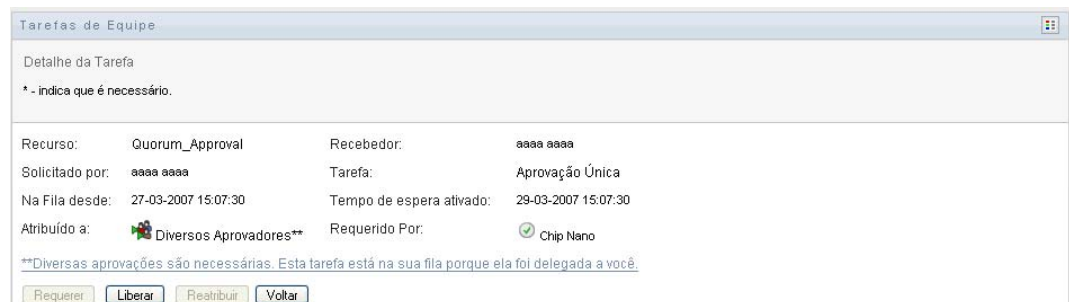 Tarefas de Equipe
Detalhe da Tarefa
* - indica que é necessário.
Recurso: Quorum_Approval Recebedor: aaaa aaaa
Solicitado por: aaaa aaaa Tarefa: Aprovação Única
Na Fila desde: 27-03-2007 15:07:30 Tempo de espera ativado: 29-03-2007 15:07:30
Atribuído a: Diversos Aprovadores** Requerido Por: Chip Nano
**Diversas aprovações são necessárias. Esta tarefa está na sua fila porque ela foi delegada a você.
Requerer Liberar Reatribuir Voltar